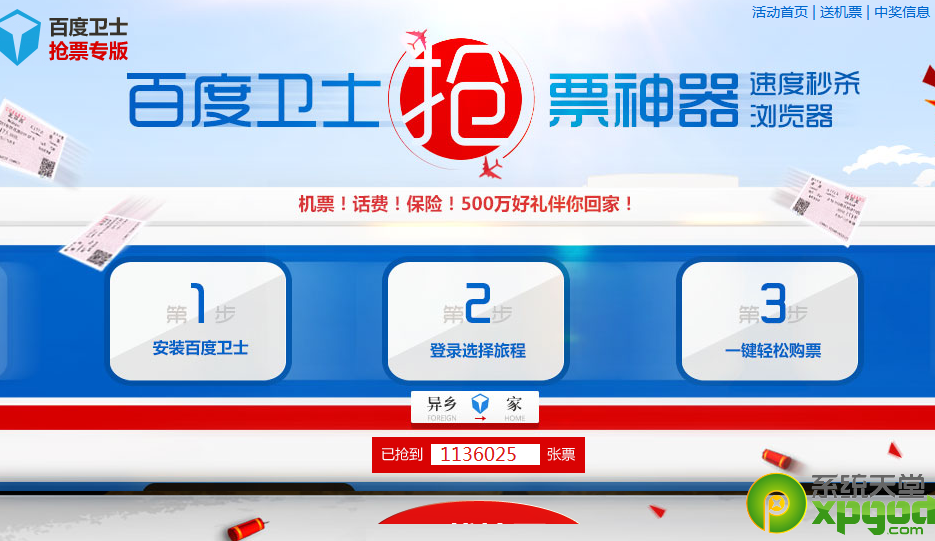 百度卫士
抢票专版
活动首页 | 送机票 | 中奖信息
百度卫士 抢 票神器 速度秒杀
浏览器
机票！话费！保险！500万好礼伴你回家！
第1步
安装百度卫士
第2步
登录选择旅程
第3步
一键轻松购票
异乡 家
FOREIGN HOME
已抢到 1136025 张票
系统天堂
xpgod
.com